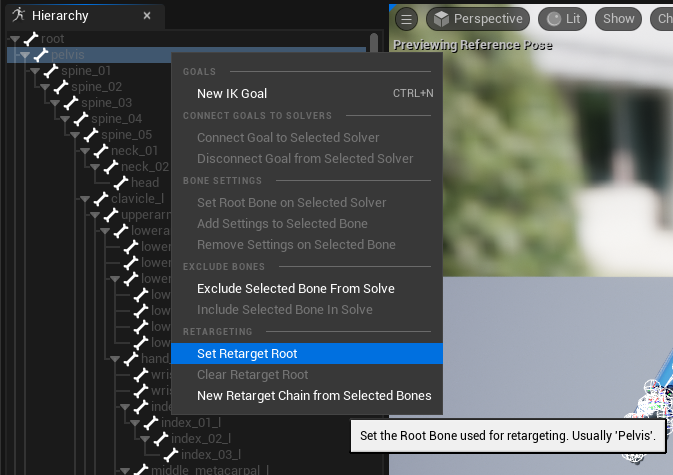 Hierarchy
Perspective
Lit
Show
Previewing Reference Pose
root
pelvis
spine_01
spine_02
spine_03
spine_04
spine_05
neck_01
neck_02
head
clavicle_l
upperarm
lowera
lower
lower
lower
low
low
low
low
hand_
wris
wris
inde
index_01_l
index_02_l
index_03_l
middle_metacarpal_l
GOALS
New IK Goal CTRL+N
CONNECT GOALS TO SOLVERS
Connect Goal to Selected Solver
Disconnect Goal from Selected Solver
BONE SETTINGS
Set Root Bone on Selected Solver
Add Settings to Selected Bone
Remove Settings on Selected Bone
EXCLUDE BONES
Exclude Selected Bone From Solve
Include Selected Bone In Solve
RETARGETING
Set Retarget Root
Clear Retarget Root
New Retarget Chain from Selected Bones
Set the Root Bone used for retargeting. Usually 'Pelvis'.